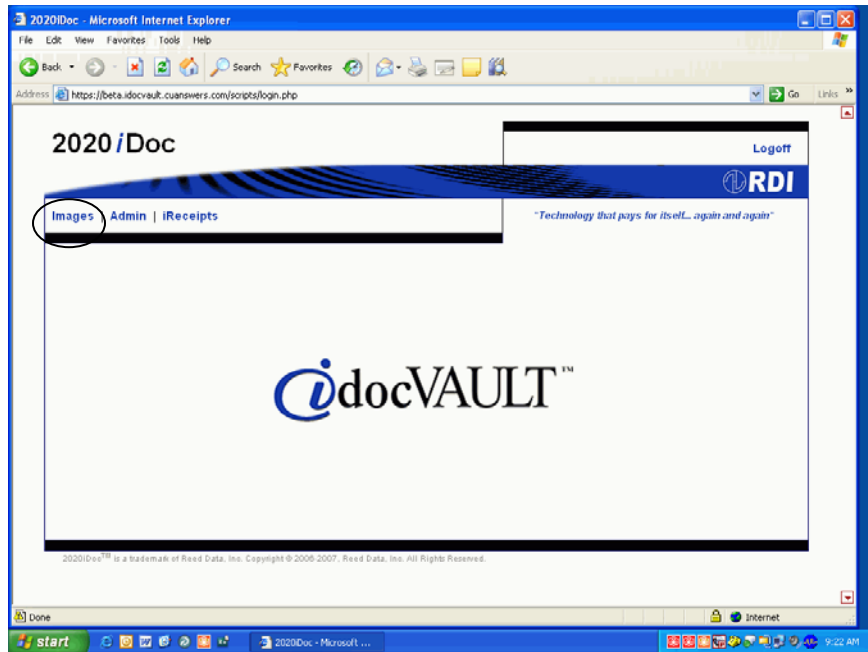 2020iDoc - Microsoft Internet Explorer
File Edit View Favorites Tools Help
Back Search Favorites
Address https://beta.idocvault.cuanswers.com/scripts/login.php Go Links »
2020 iDoc
Logoff
RDI
Images | Admin | iReceipts
"Technology that pays for itself... again and again"
idocVAULT™
2020iDoc™ is a trademark of Reed Data, Inc. Copyright © 2006-2007, Reed Data, Inc. All Rights Reserved.
Done Internet
start 2020iDoc - Microsoft ... 9:22 AM